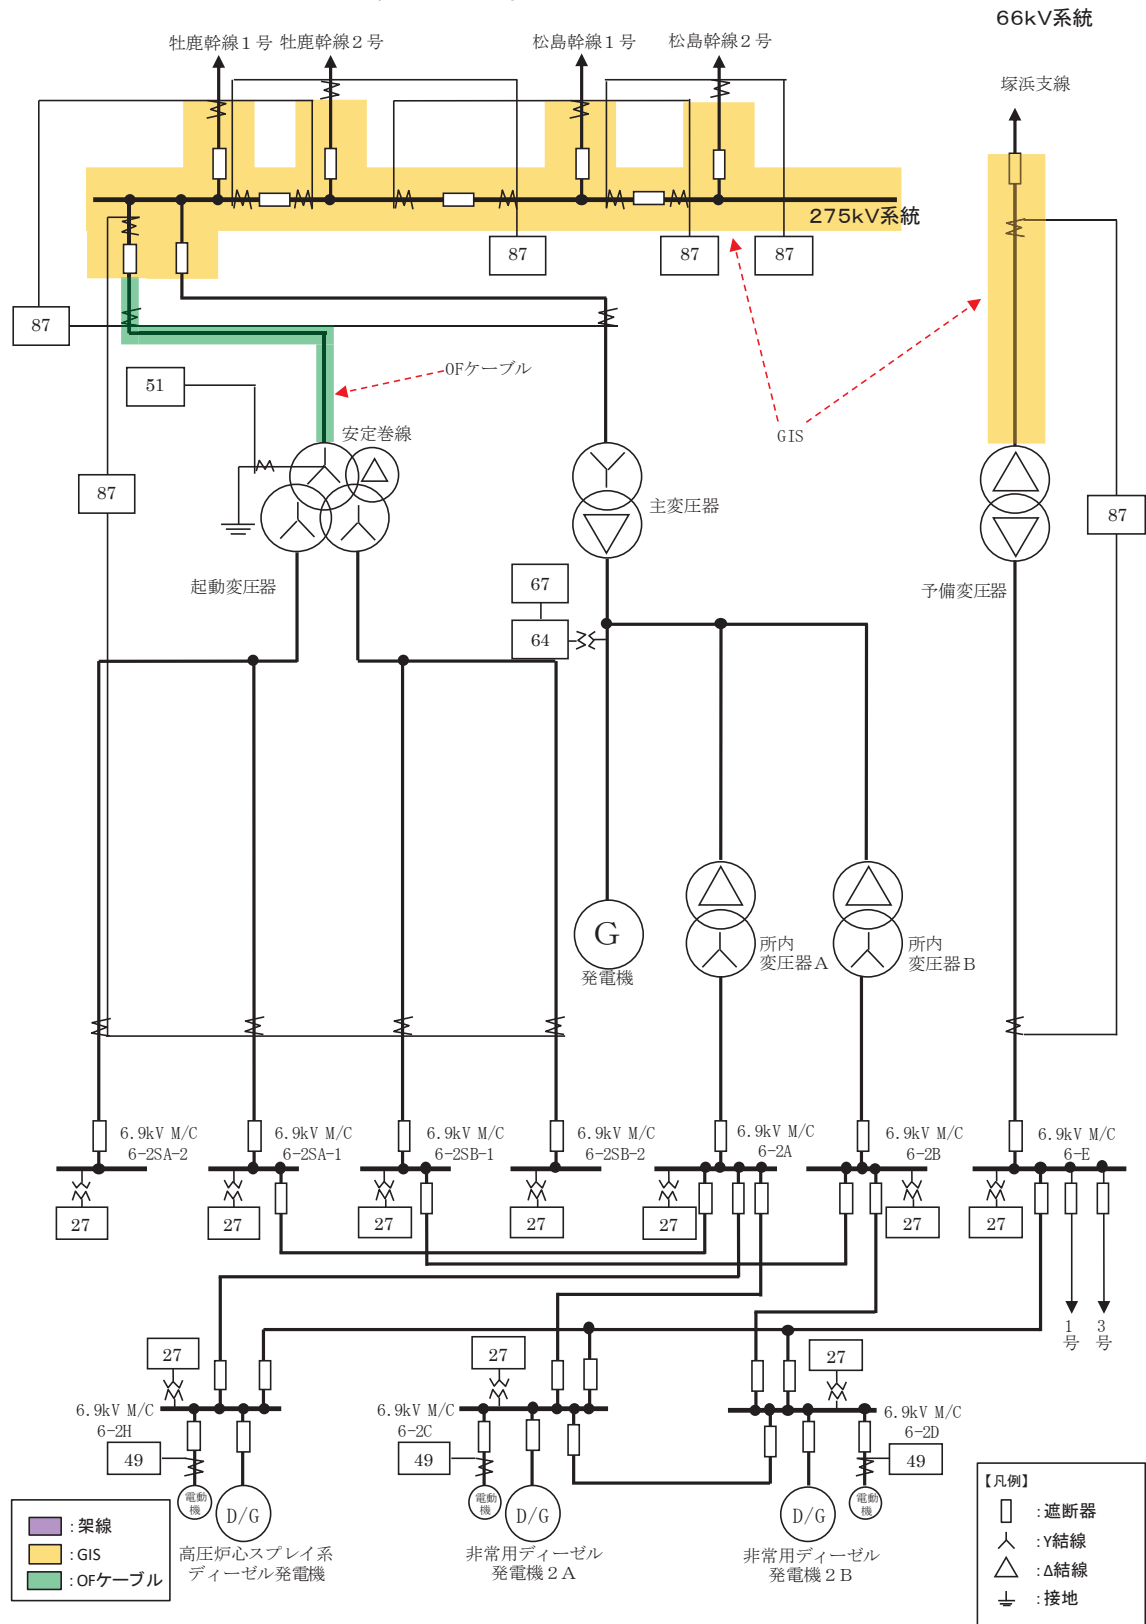 66kV系統
牡鹿幹線1号
牡鹿幹線2号
松島幹線1号
松島幹線2号
塚浜支線
275kV系統
87
87
87
87
OFケーブル
51
GIS
安定巻線
87
主変圧器
87
起動変圧器
67
予備変圧器
64
G
発電機
所内
変圧器A
所内
変圧器B
6.9kV M/C
6-2SA-2
6.9kV M/C
6-2SA-1
6.9kV M/C
6-2SB-1
6.9kV M/C
6-2SB-2
6.9kV M/C
6-2A
6.9kV M/C
6-2B
6.9kV M/C
6-E
27
27
27
27
27
27
27
1号
3号
27
27
27
6.9kV M/C
6-2H
6.9kV M/C
6-2C
6.9kV M/C
6-2D
49
49
49
電動機
D/G
電動機
D/G
D/G
電動機
高圧炉心スプレイ系
ディーゼル発電機
非常用ディーゼル
発電機2A
非常用ディーゼル
発電機2B
:架線
:GIS
:OFケーブル
【凡例】
:遮断器
:Y結線
:Δ結線
:接地